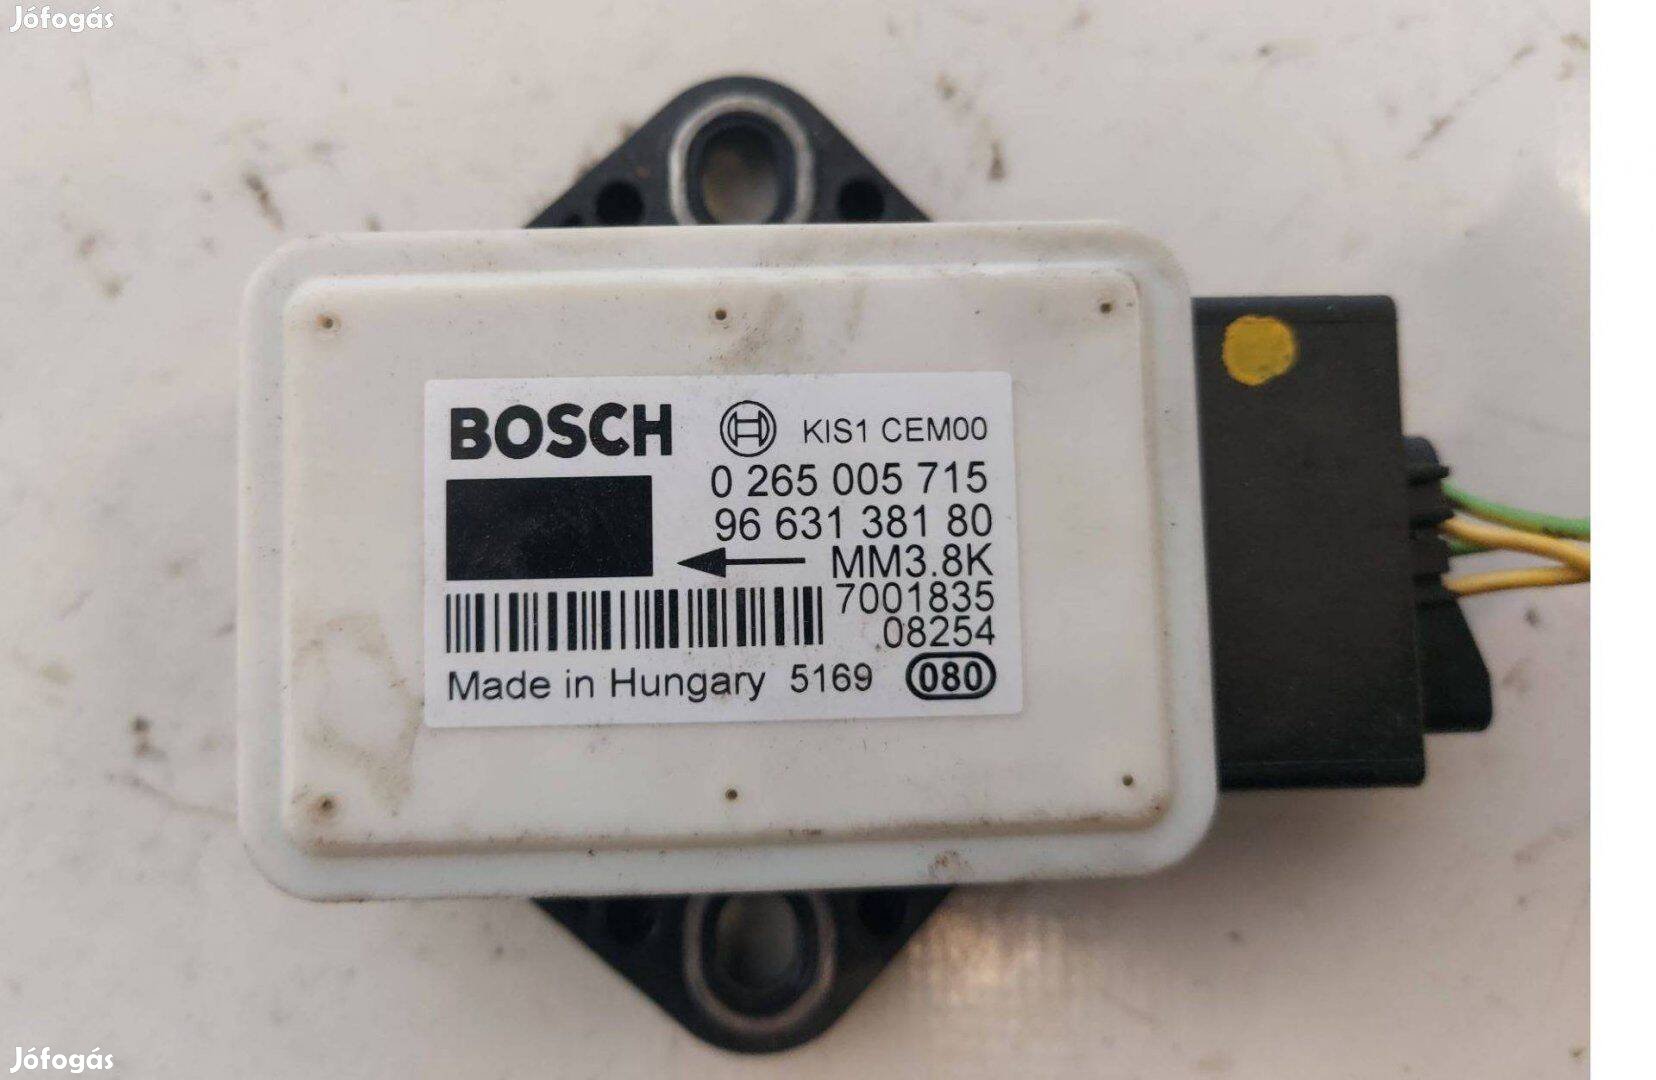 Jófogás
BOSCH KIS1 CEM00
0 265 005 715
96 631 381 80
MM3.8K
7001835
08254
Made in Hungary 5169 080
Jófogás